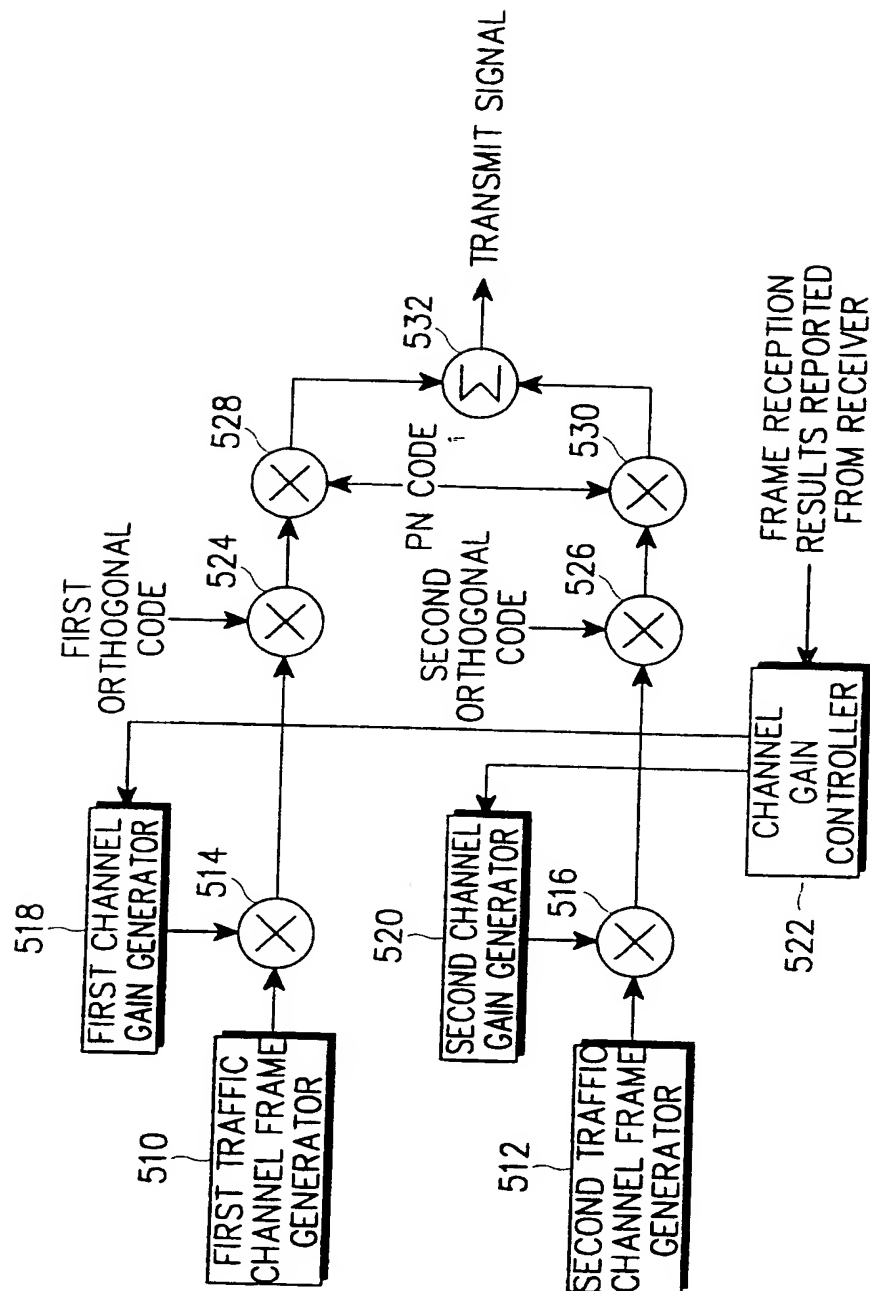 518
FIRST CHANNEL
GAIN GENERATOR
510
FIRST TRAFFIC
CHANNEL FRAME
GENERATOR
514
FIRST
ORTHOGONAL
CODE
524
528
PN CODE
532
TRANSMIT SIGNAL
520
SECOND CHANNEL
GAIN GENERATOR
512
SECOND TRAFFIC
CHANNEL FRAME
GENERATOR
516
SECOND
ORTHOGONAL
CODE
526
530
Σ
CHANNEL
GAIN
CONTROLLER
522
FRAME RECEPTION
RESULTS REPORTED
FROM RECEIVER